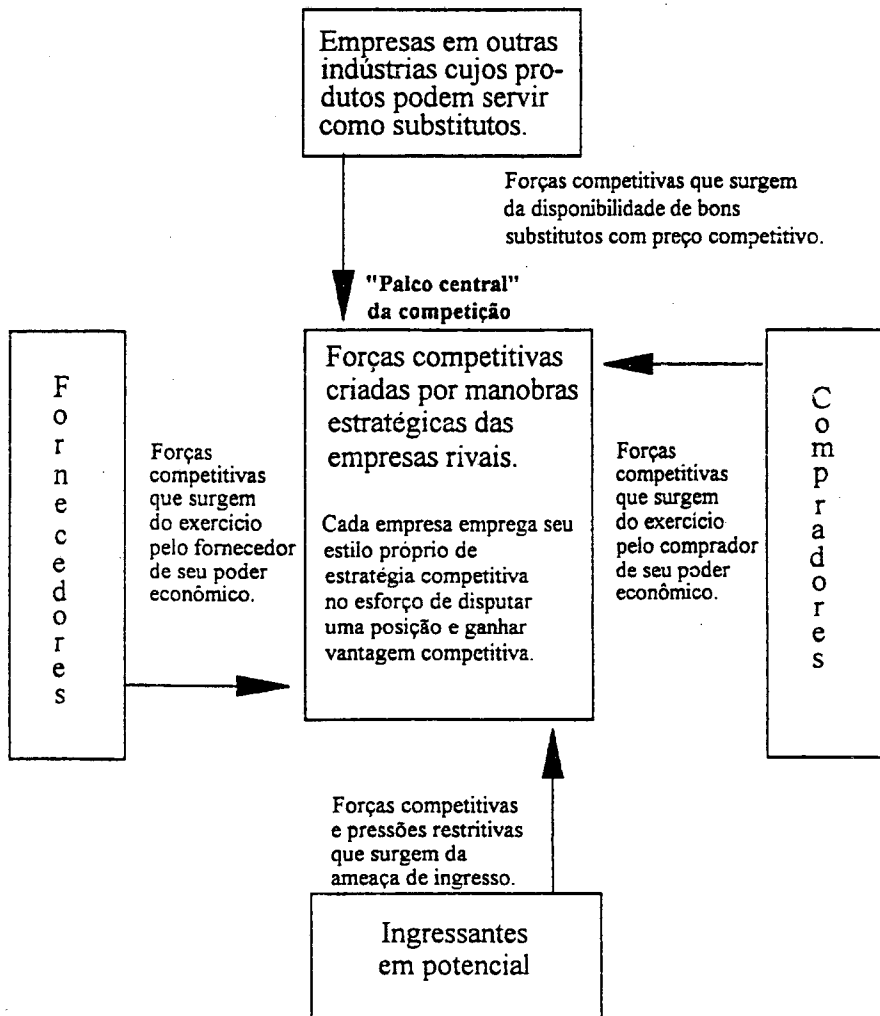 Empresas em outras
indústrias cujos pro-
dutos podem servir
como substitutos.
Forças competitivas que surgem
da disponibilidade de bons
substitutos com preço competitivo.
"Palco central"
da competição
Fornecedores
Forças
competitivas
que surgem
do exercício
pelo fornecedor
de seu poder
econômico.
Forças competitivas
criadas por manobras
estratégicas das
empresas rivais.
Cada empresa emprega seu
estilo próprio de
estratégia competitiva
no esforço de disputar
uma posição e ganhar
vantagem competitiva.
Forças
competitivas
que surgem
do exercício
pelo comprador
de seu poder
econômico.
Compradores
Forças competitivas
e pressões restritivas
que surgem da
ameaça de ingresso.
Ingressantes
em potencial